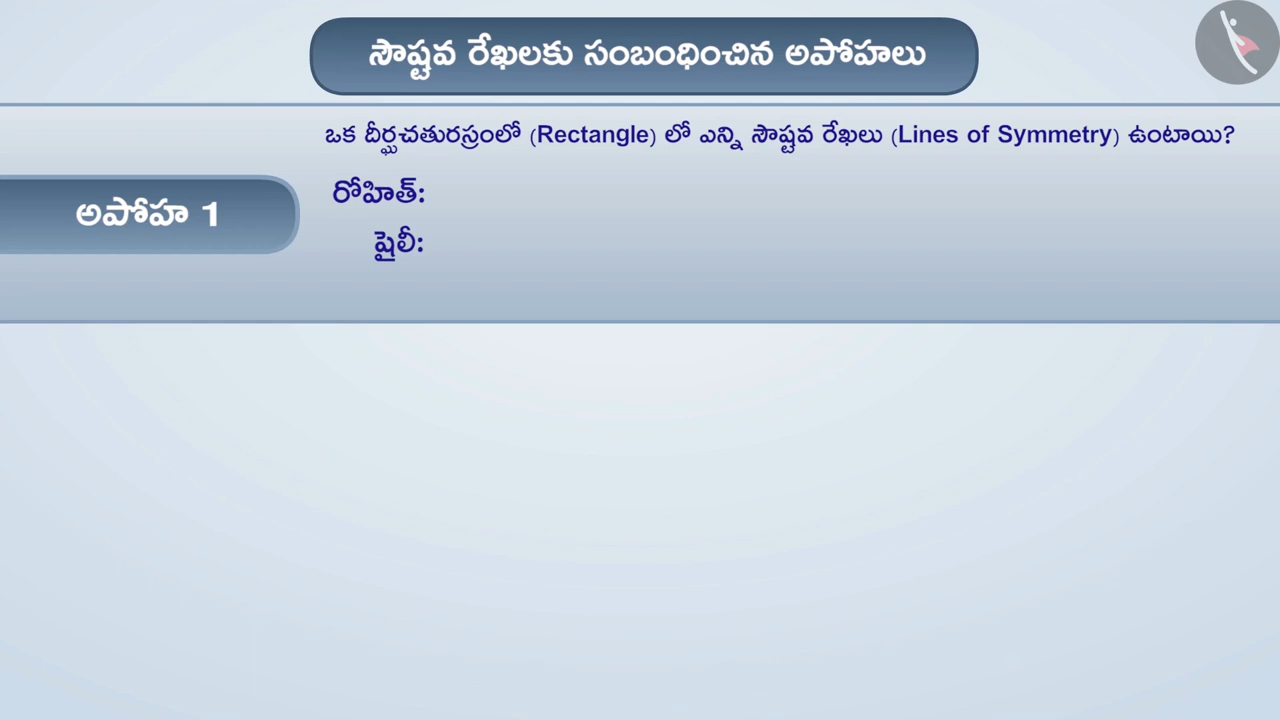 సౌష్టవ రేఖలకు సంబంధించిన అపోహలు
ఒక దీర్ఘచతురస్రంలో (Rectangle) లో ఎన్ని సౌష్టవ రేఖలు (Lines of Symmetry) ఉంటాయి?
అపోహ 1
రోహిత్:
షైలీ: